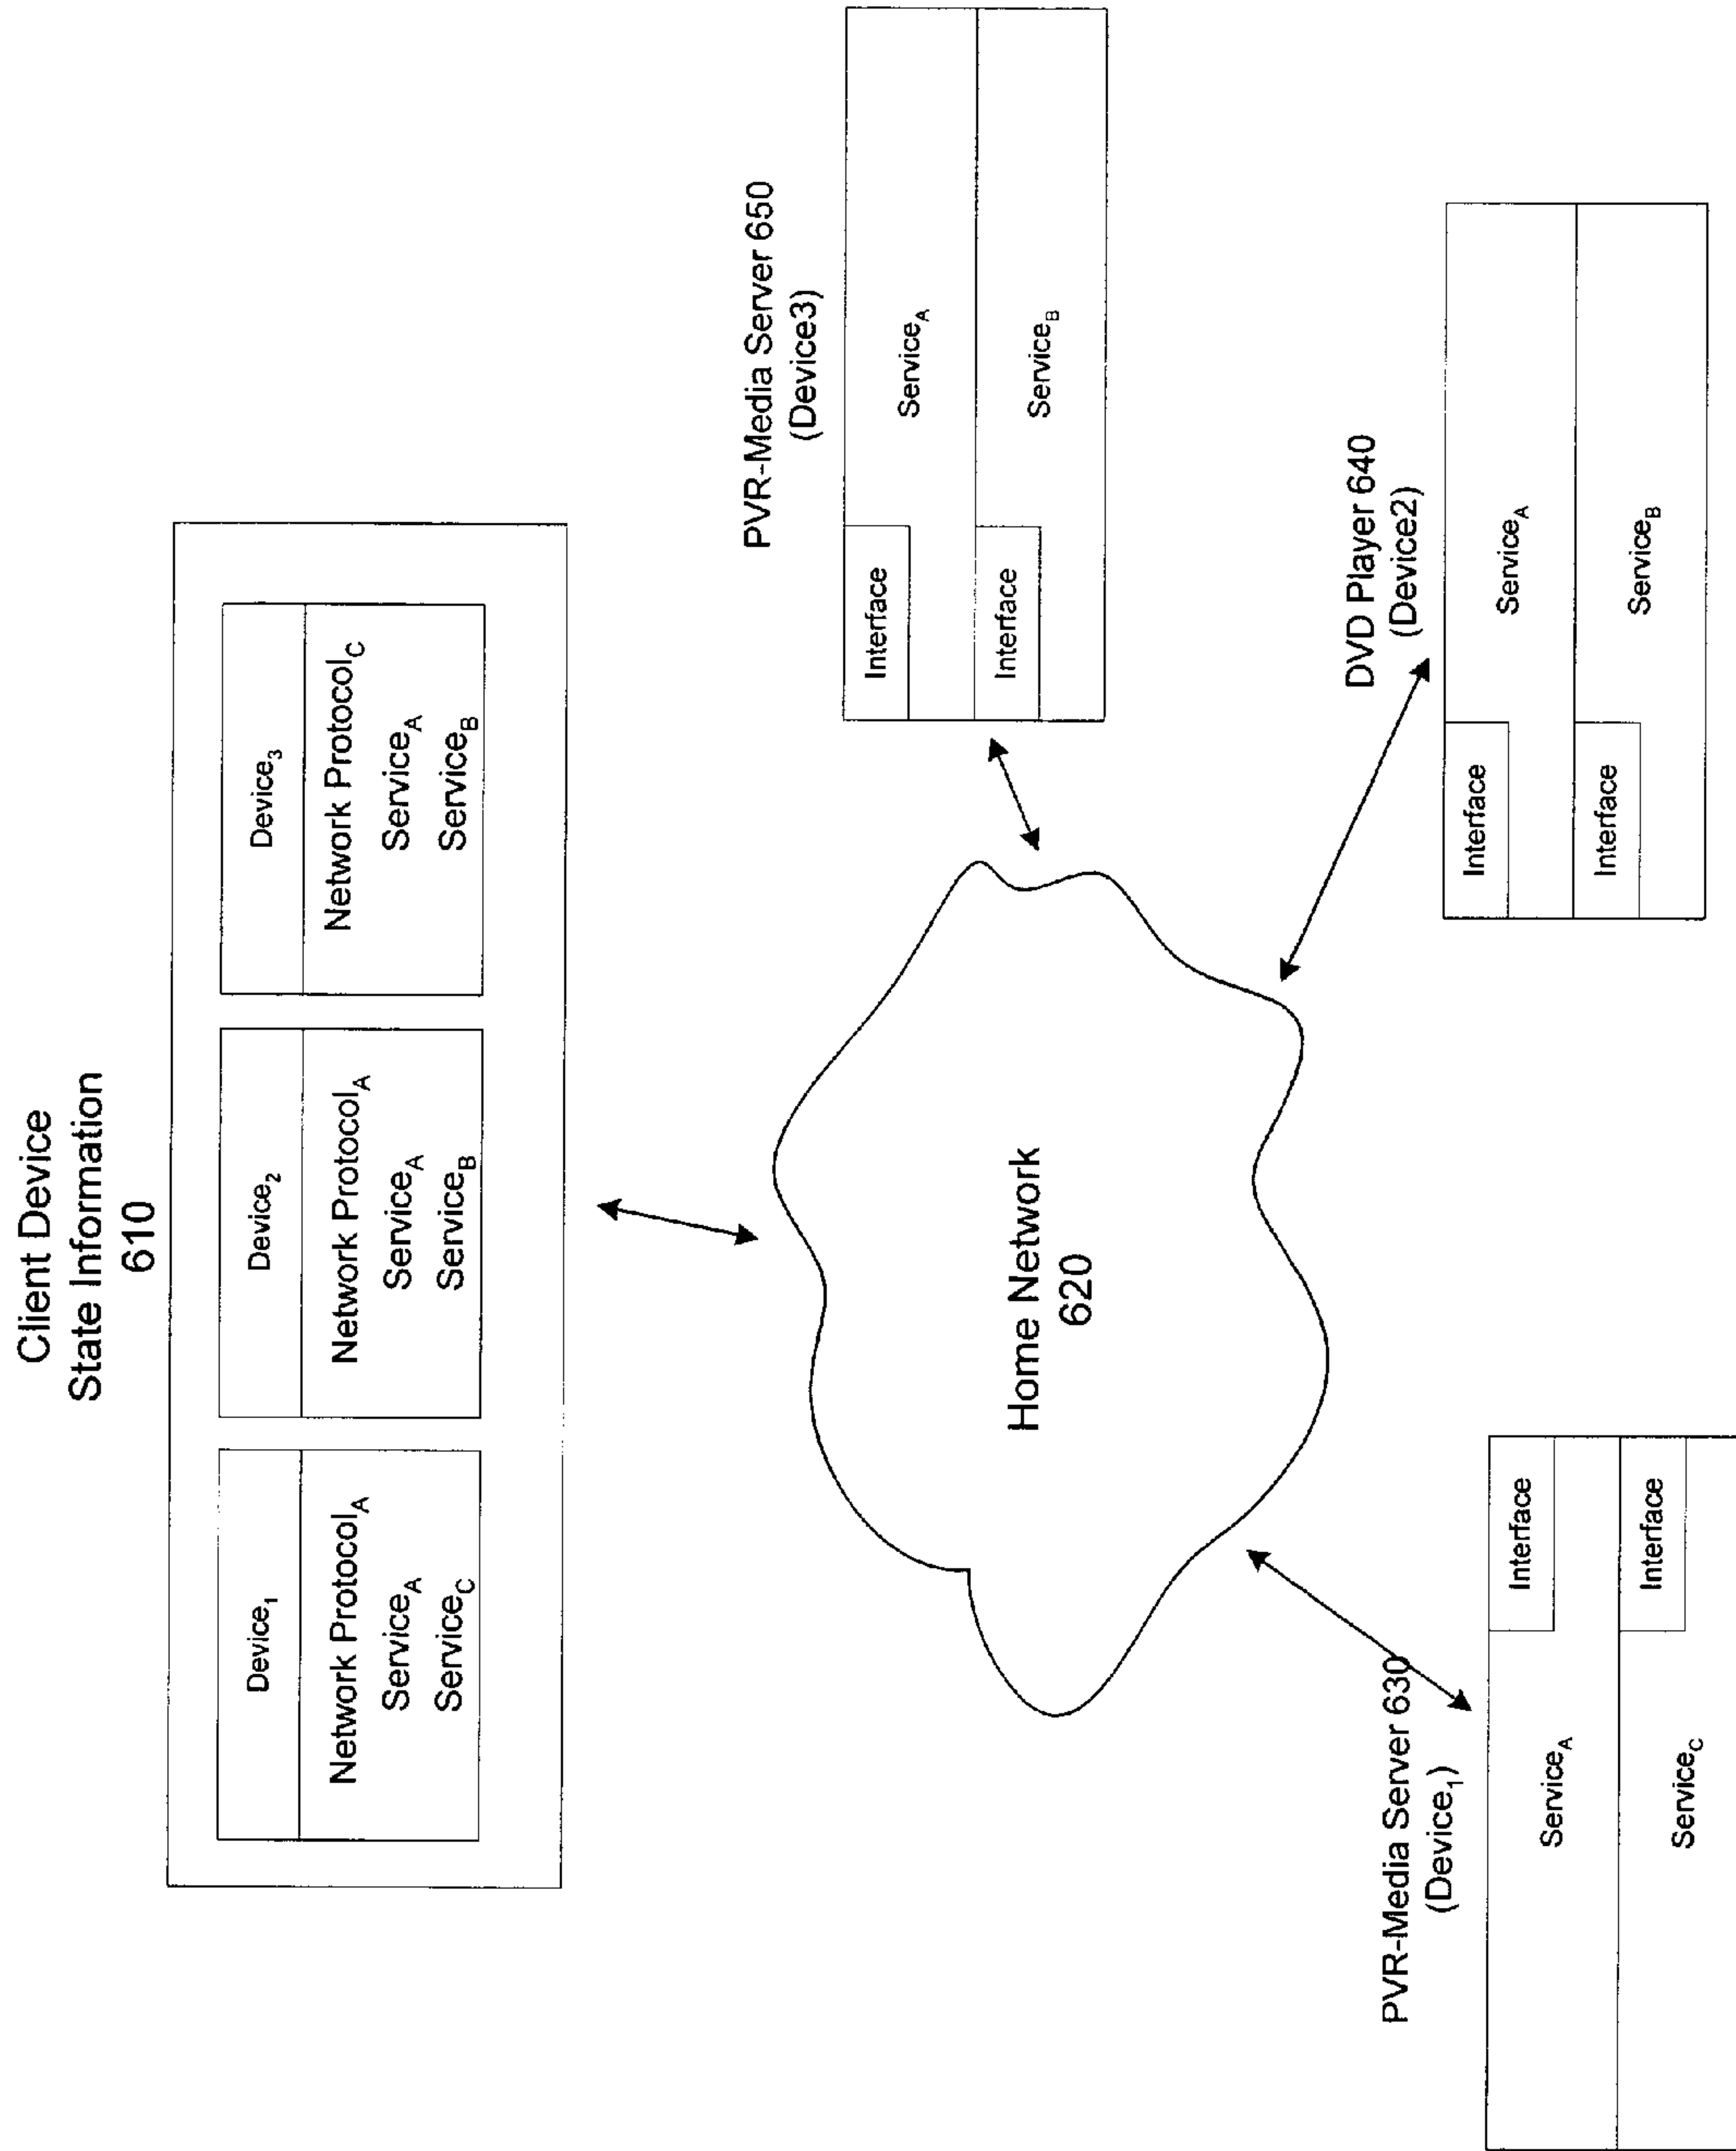 Client Device
State Information
610
Device1
Network ProtocolA
ServiceA
ServiceC
Device2
Network ProtocolA
ServiceA
ServiceB
Device3
Network ProtocolC
ServiceA
ServiceB
Home Network
620
PVR-Media Server 650
(Device3)
Interface
ServiceA
Interface
ServiceB
PVR-Media Server 630
(Device1)
ServiceA
Interface
ServiceC
Interface
DVD Player 640
(Device2)
Interface
ServiceA
Interface
ServiceB